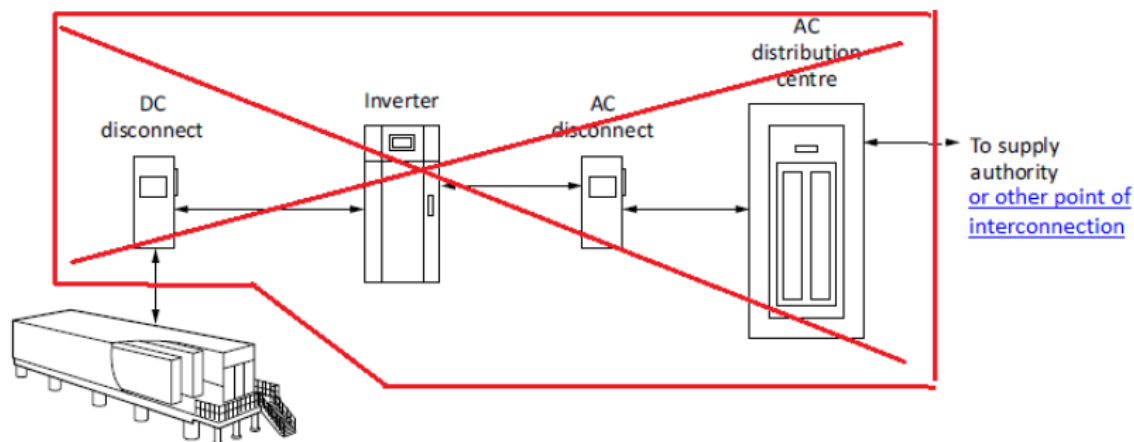 DC
disconnect
Inverter
AC
disconnect
AC
distribution
centre
To supply
authority
or other point of
interconnection